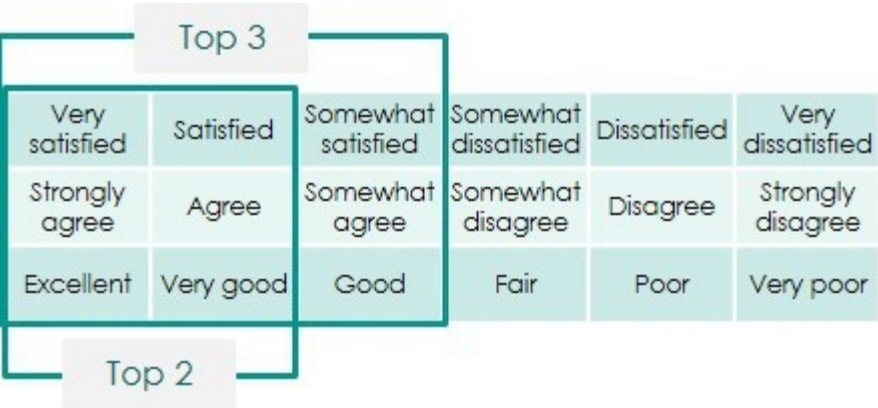 Top 3
Very satisfied Satisfied Somewhat satisfied Somewhat dissatisfied Dissatisfied Very dissatisfied
Strongly agree Agree Somewhat agree Somewhat disagree Disagree Strongly disagree
Excellent Very good Good Fair Poor Very poor
Top 2